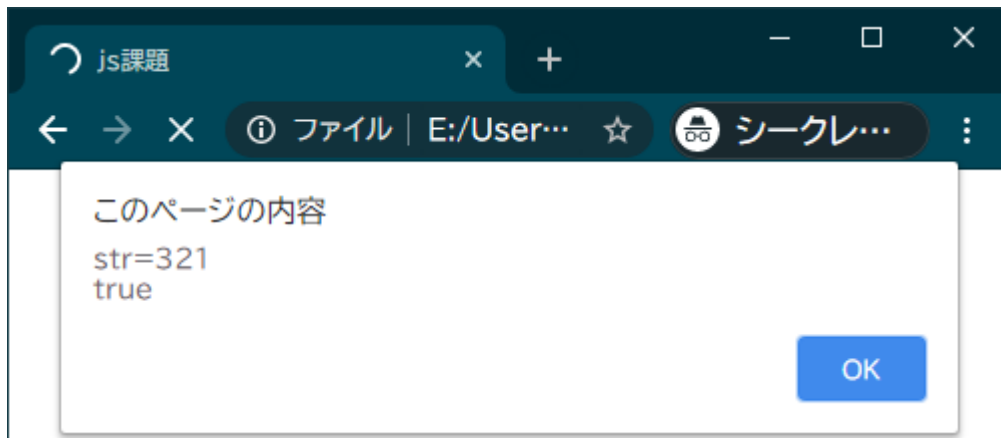 js課題
ファイル E:/User…
シークレ…
このページの内容
str=321
true
OK